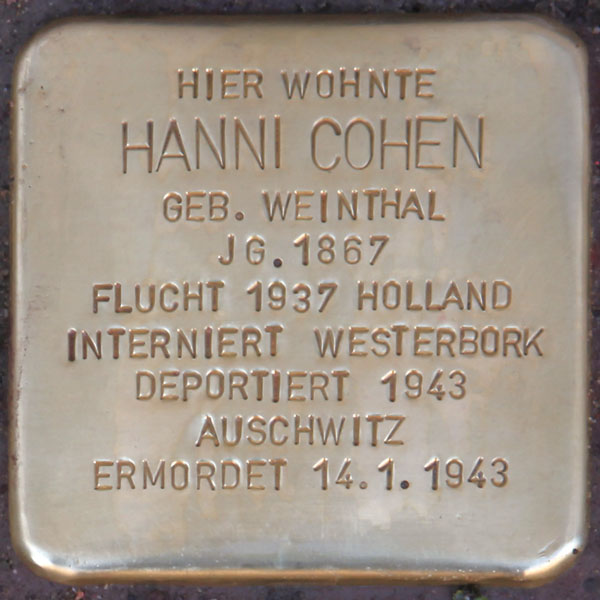 HIER WOHNTE
HANNI COHEN
GEB. WEINTHAL
JG. 1867
FLUCHT 1937 HOLLAND
INTERNIERT WESTERBORK
DEPORTIERT 1943
AUSCHWITZ
ERMORDET 14.1.1943